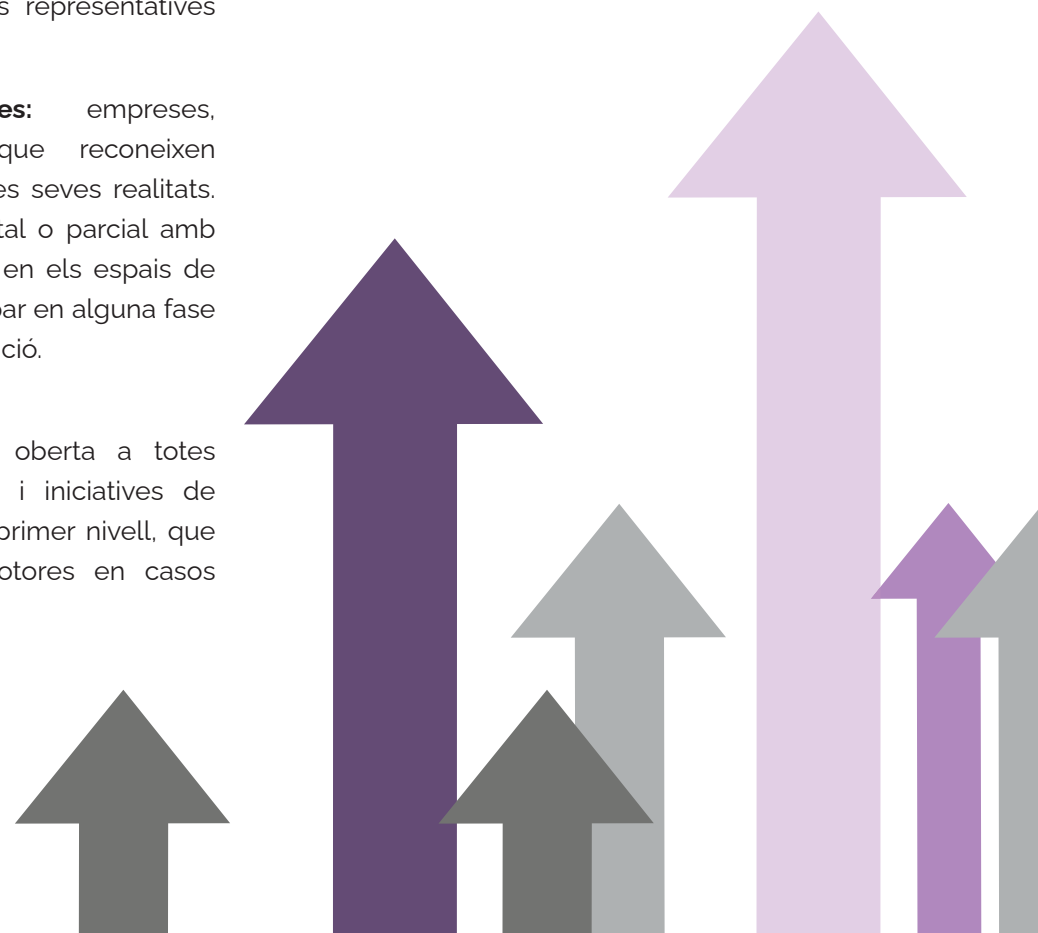 representatives
es: empreses,
que reconeixen
es seves realitats.
tal o parcial amb
en els espais de
par en alguna fase
ció.
oberta a totes
i iniciatives de
primer nivell, que
otores en casos